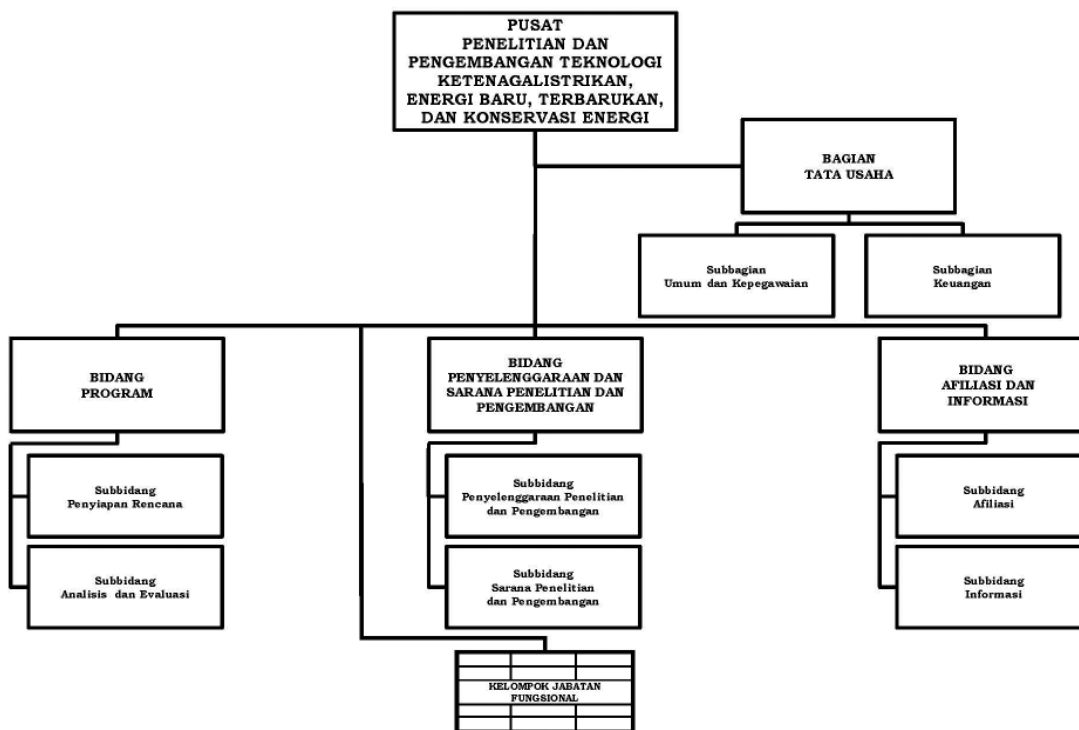 PUSAT
PENELITIAN DAN
PENGEMBANGAN TEKNOLOGI
KETENAGALISTRIKAN,
ENERGI BARU, TERBARUKAN,
DAN KONSERVASI ENERGI
BAGIAN
TATA USAHA
Subbagian
Umum dan Kepegawaian
Subbagian
Keuangan
BIDANG
PROGRAM
BIDANG
PENYELENGGARAAN DAN
SARANA PENELITIAN DAN
PENGEMBANGAN
BIDANG
AFILIASI DAN
INFORMASI
Subbidang
Penyiapan Rencana
Subbidang
Penyelenggaraan Penelitian
dan Pengembangan
Subbidang
Afiliasi
Subbidang
Analisis dan Evaluasi
Subbidang
Sarana Penelitian
dan Pengembangan
Subbidang
Informasi
KELOMPOK JABATAN
FUNGSIONAL